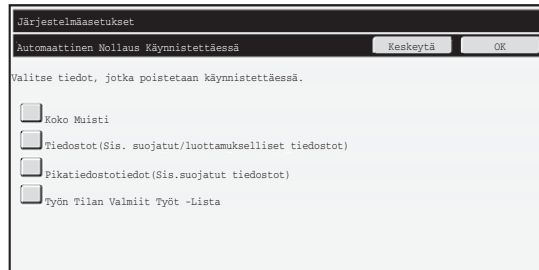 Järjestelmäasetukset
Automaattinen Nollaus Käynnistettäessä Keskeytä OK
Valitse tiedot, jotka poistetaan käynnistettäessä.
Koko Muisti
Tiedostot(Sis. suojatut/luottamukselliset tiedostot)
Pikatiedostotiedot(Sis.suojatut tiedostot)
Työn Tilan Valmiit Työt -Lista